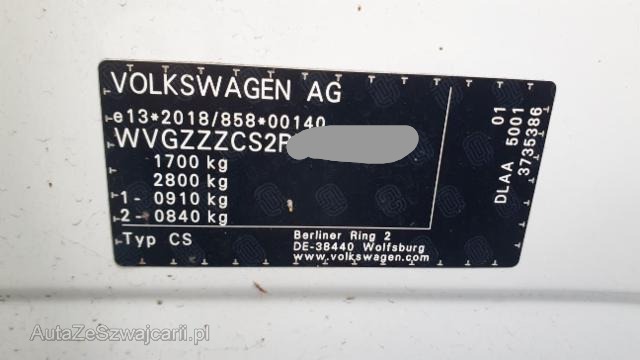 VOLKSWAGEN AG
e13*2018/858*00140
WVGZZZCS2P
1700 kg
2800 kg
1- 0910 kg
2- 0840 kg
Typ CS
Berliner Ring 2
DE-38440 Wolfsburg
www.volkswagen.com
01
DLAA 5001
3735386
AutaZeSzwajcarii.pl